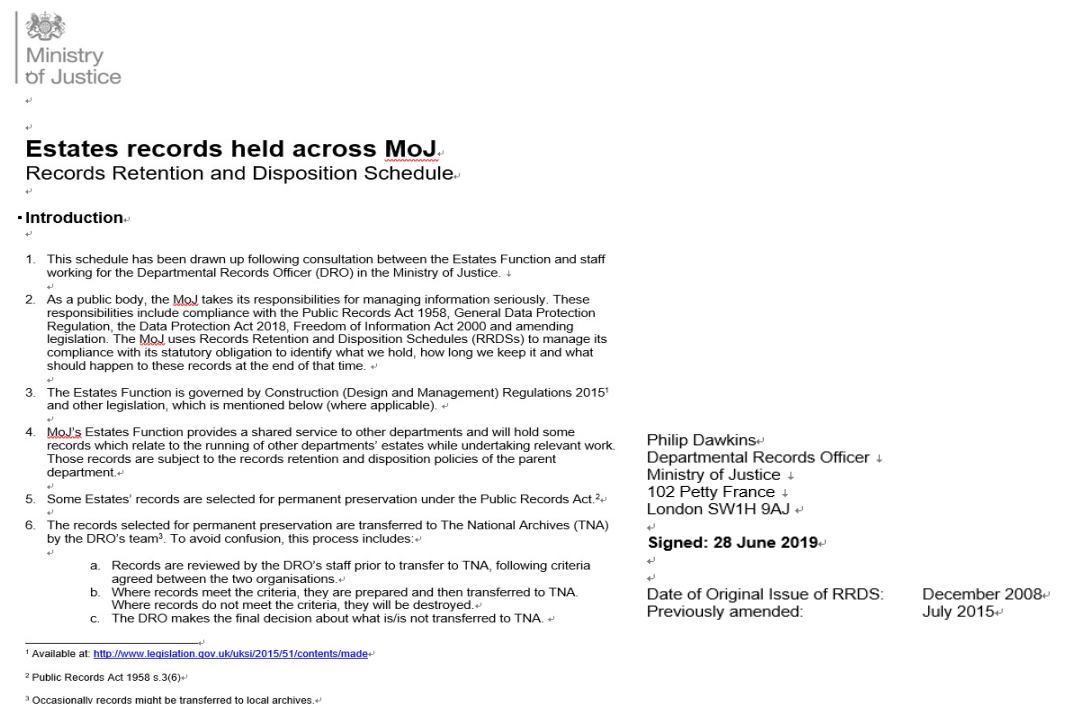 Ministry
of Justice
Estates records held across MoJ
Records Retention and Disposition Schedule
Introduction
1. This schedule has been drawn up following consultation between the Estates Function and staff
working for the Departmental Records Officer (DRO) in the Ministry of Justice.
2. As a public body, the MoJ takes its responsibilities for managing information seriously. These
responsibilities include compliance with the Public Records Act 1958, General Data Protection
Regulation, the Data Protection Act 2018, Freedom of Information Act 2000 and amending
legislation. The MoJ uses Records Retention and Disposition Schedules (RRDSs) to manage its
compliance with its statutory obligation to identify what we hold, how long we keep it and what
should happen to these records at the end of that time.
3. The Estates Function is governed by Construction (Design and Management) Regulations 2015¹
and other legislation, which is mentioned below (where applicable).
4. MoJ's Estates Function provides a shared service to other departments and will hold some
records which relate to the running of other departments' estates while undertaking relevant work.
Those records are subject to the records retention and disposition policies of the parent
department.
5. Some Estates' records are selected for permanent preservation under the Public Records Act.²
6. The records selected for permanent preservation are transferred to The National Archives (TNA)
by the DRO's team³. To avoid confusion, this process includes:
a. Records are reviewed by the DRO's staff prior to transfer to TNA, following criteria
agreed between the two organisations.
b. Where records meet the criteria, they are prepared and then transferred to TNA.
Where records do not meet the criteria, they will be destroyed.
c. The DRO makes the final decision about what is/is not transferred to TNA.
¹ Available at: http://www.legislation.gov.uk/uksi/2015/51/contents/made
² Public Records Act 1958 s.3(6)
³ Occasionally records might be transferred to local archives.
Philip Dawkins
Departmental Records Officer
Ministry of Justice
102 Petty France
London SW1H 9AJ
Signed: 28 June 2019
Date of Original Issue of RRDS: December 2008
Previously amended: July 2015